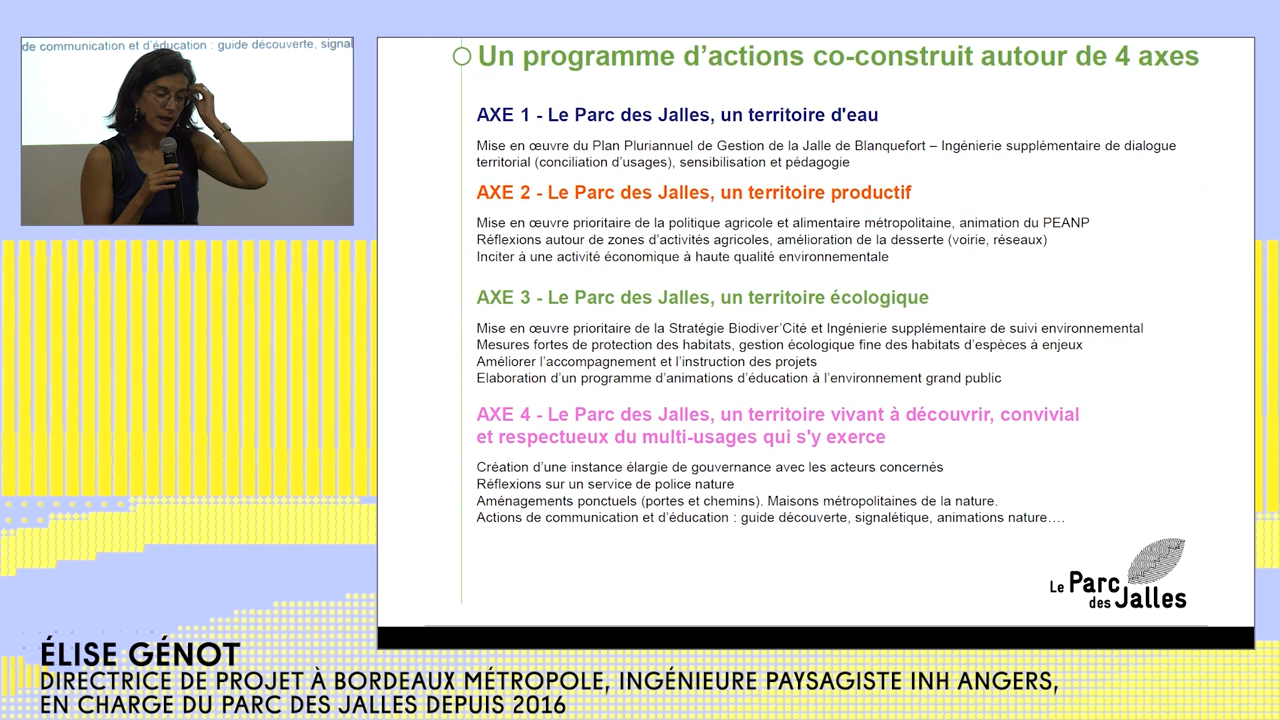 de communication et d'éducation : guide découverte, signal
Un programme d'actions co-construit autour de 4 axes
AXE 1 - Le Parc des Jalles, un territoire d'eau
Mise en œuvre du Plan Pluriannuel de Gestion de la Jalle de Blanquefort – Ingénierie supplémentaire de dialogue
territorial (conciliation d'usages), sensibilisation et pédagogie
AXE 2 - Le Parc des Jalles, un territoire productif
Mise en œuvre prioritaire de la politique agricole et alimentaire métropolitaine, animation du PEANP
Réflexions autour de zones d'activités agricoles, amélioration de la desserte (voirie, réseaux)
Inciter à une activité économique à haute qualité environnementale
AXE 3 - Le Parc des Jalles, un territoire écologique
Mise en œuvre prioritaire de la Stratégie Biodiver'Cité et Ingénierie supplémentaire de suivi environnemental
Mesures fortes de protection des habitats, gestion écologique fine des habitats d'espèces à enjeux
Améliorer l'accompagnement et l'instruction des projets
Elaboration d'un programme d'animations d'éducation à l'environnement grand public
AXE 4 - Le Parc des Jalles, un territoire vivant à découvrir, convivial
et respectueux du multi-usages qui s'y exerce
Création d'une instance élargie de gouvernance avec les acteurs concernés
Réflexions sur un service de police nature
Aménagements ponctuels (portes et chemins). Maisons métropolitaines de la nature.
Actions de communication et d'éducation : guide découverte, signalétique, animations nature….
Le Parc
des Jalles
ÉLISE GÉNOT
DIRECTRICE DE PROJET À BORDEAUX MÉTROPOLE, INGÉNIEURE PAYSAGISTE INH ANGERS,
EN CHARGE DU PARC DES JALLES DEPUIS 2016